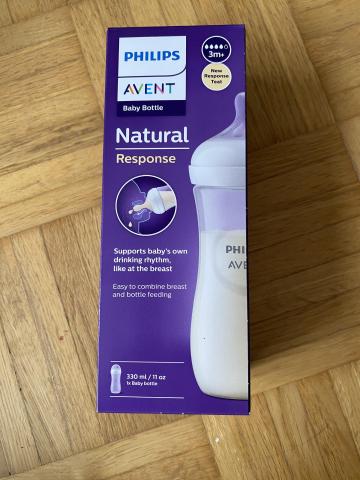 PHILIPS
AVENT
Baby Bottle
3m+
New
Response
Teat
Natural
Response
Supports baby's own
drinking rhythm,
like at the breast
Easy to combine breast
and bottle feeding
PHI
AVE
330 ml / 11 oz
1x Baby bottle